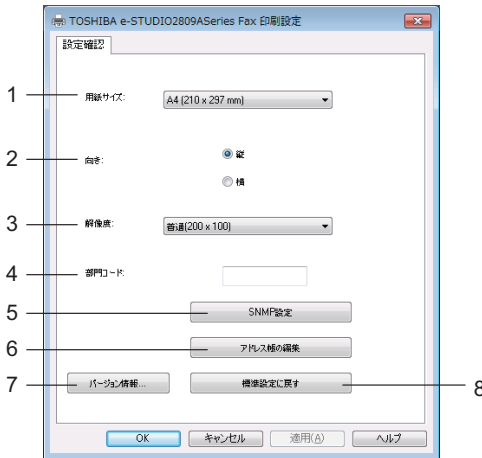 TOSHIBA e-STUDIO2809ASeries Fax 印刷設定
設定確認
1 用紙サイズ: A4 (210 x 297 mm)
2 向き: 縦
横
3 解像度: 普通(200 x 100)
4 部門コード:
5 SNMP設定
6 アドレス帳の編集
7 バージョン情報... 標準設定に戻す 8
OK キャンセル 適用(A) ヘルプ